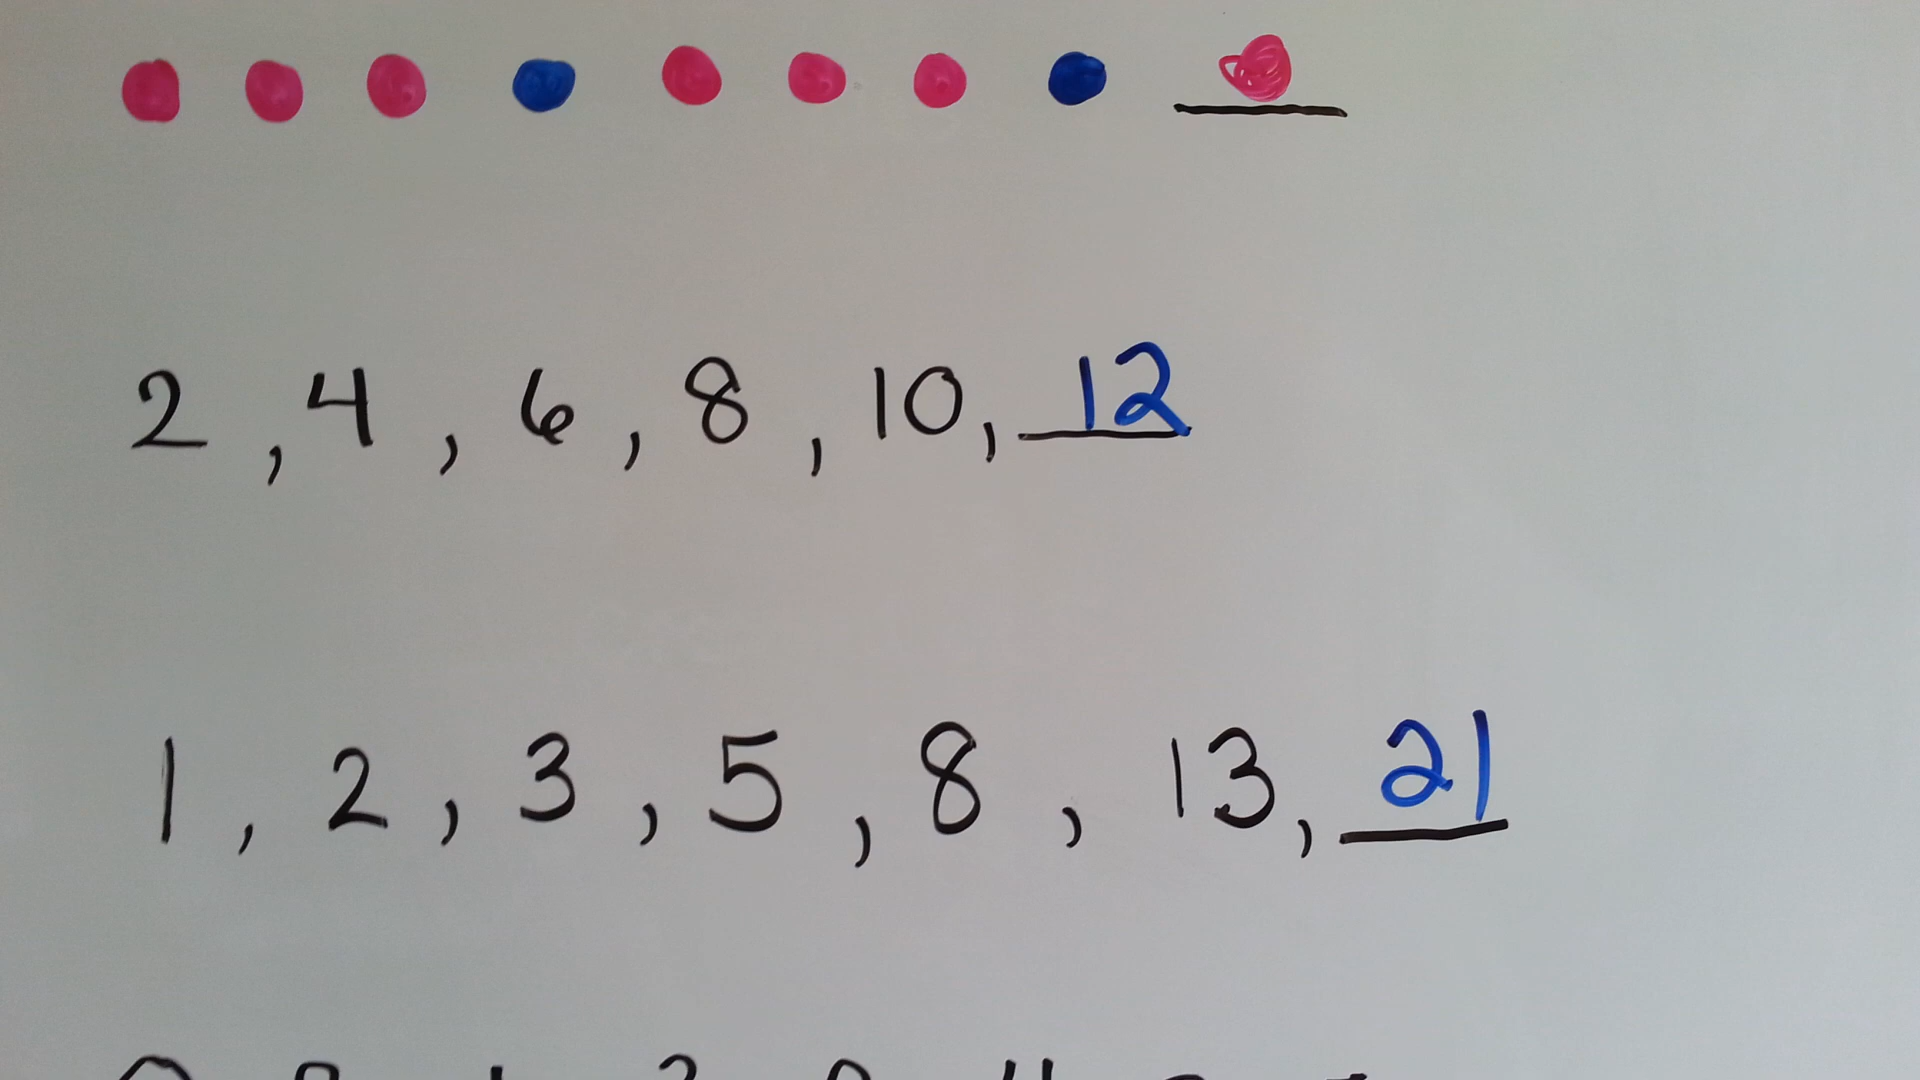 2, 4, 6, 8, 10, 12
1, 2, 3, 5, 8, 13, 21